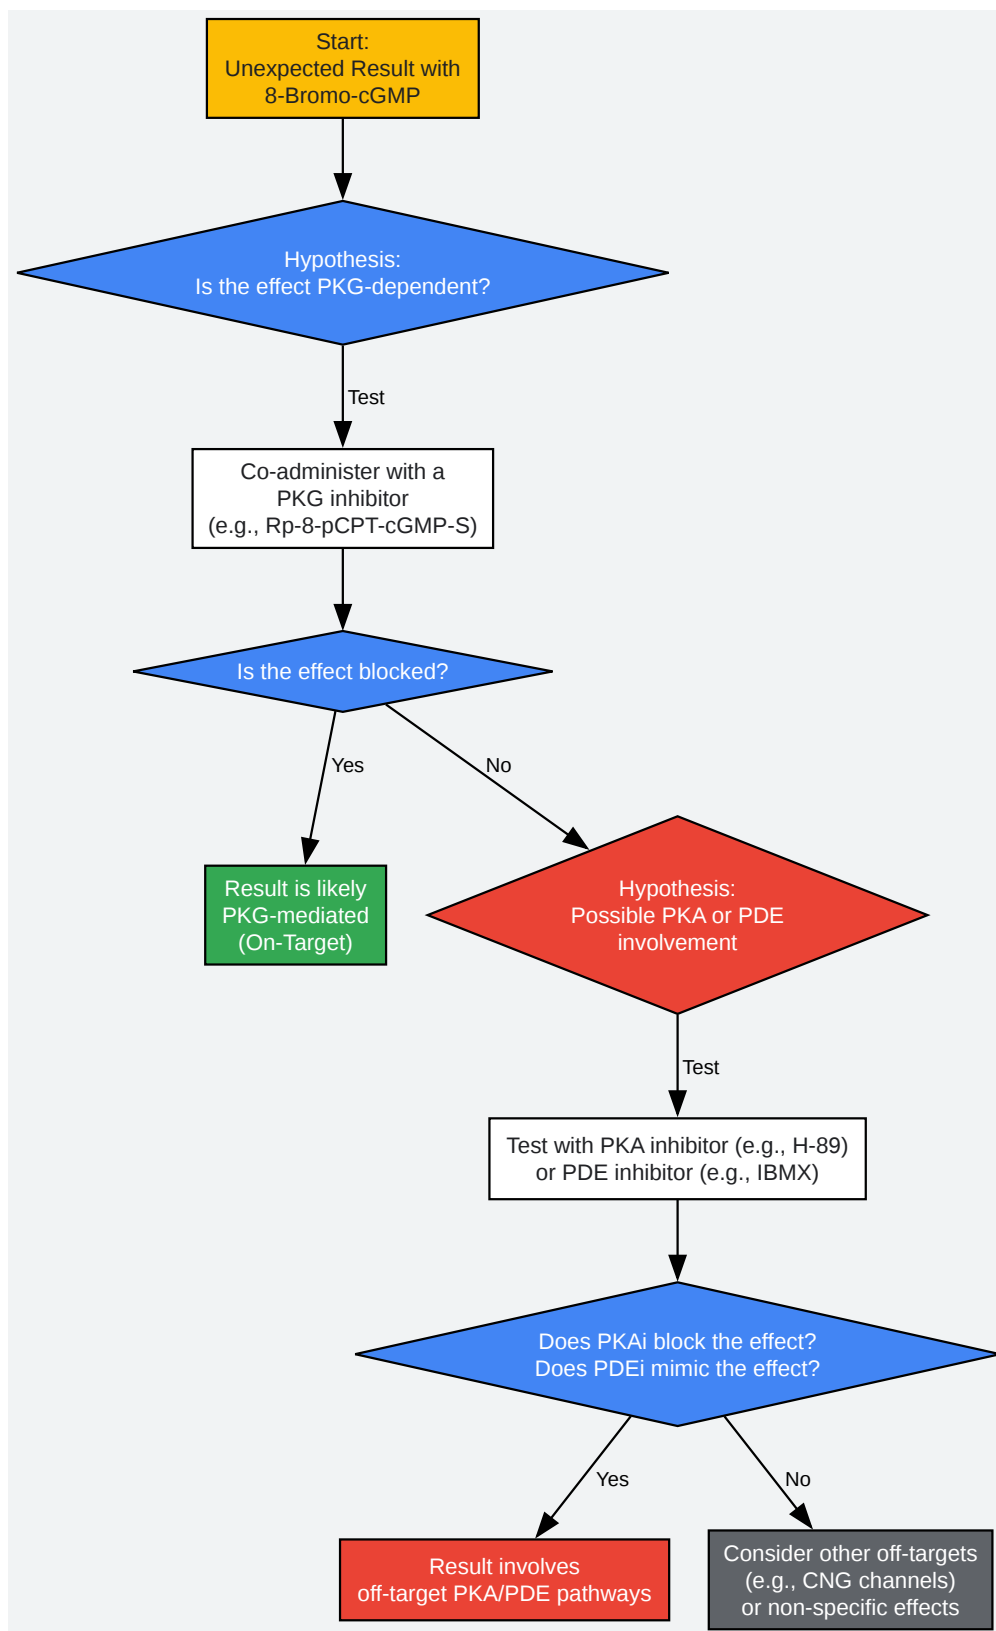 Start:
Unexpected Result with
8-Bromo-cGMP
Hypothesis:
Is the effect PKG-dependent?
Test
Co-administer with a
PKG inhibitor
(e.g., Rp-8-pCPT-cGMP-S)
Is the effect blocked?
Yes
No
Result is likely
PKG-mediated
(On-Target)
Hypothesis:
Possible PKA or PDE
involvement
Test
Test with PKA inhibitor (e.g., H-89)
or PDE inhibitor (e.g., IBMX)
Does PKAi block the effect?
Does PDEi mimic the effect?
Yes
No
Result involves
off-target PKA/PDE pathways
Consider other off-targets
(e.g., CNG channels)
or non-specific effects